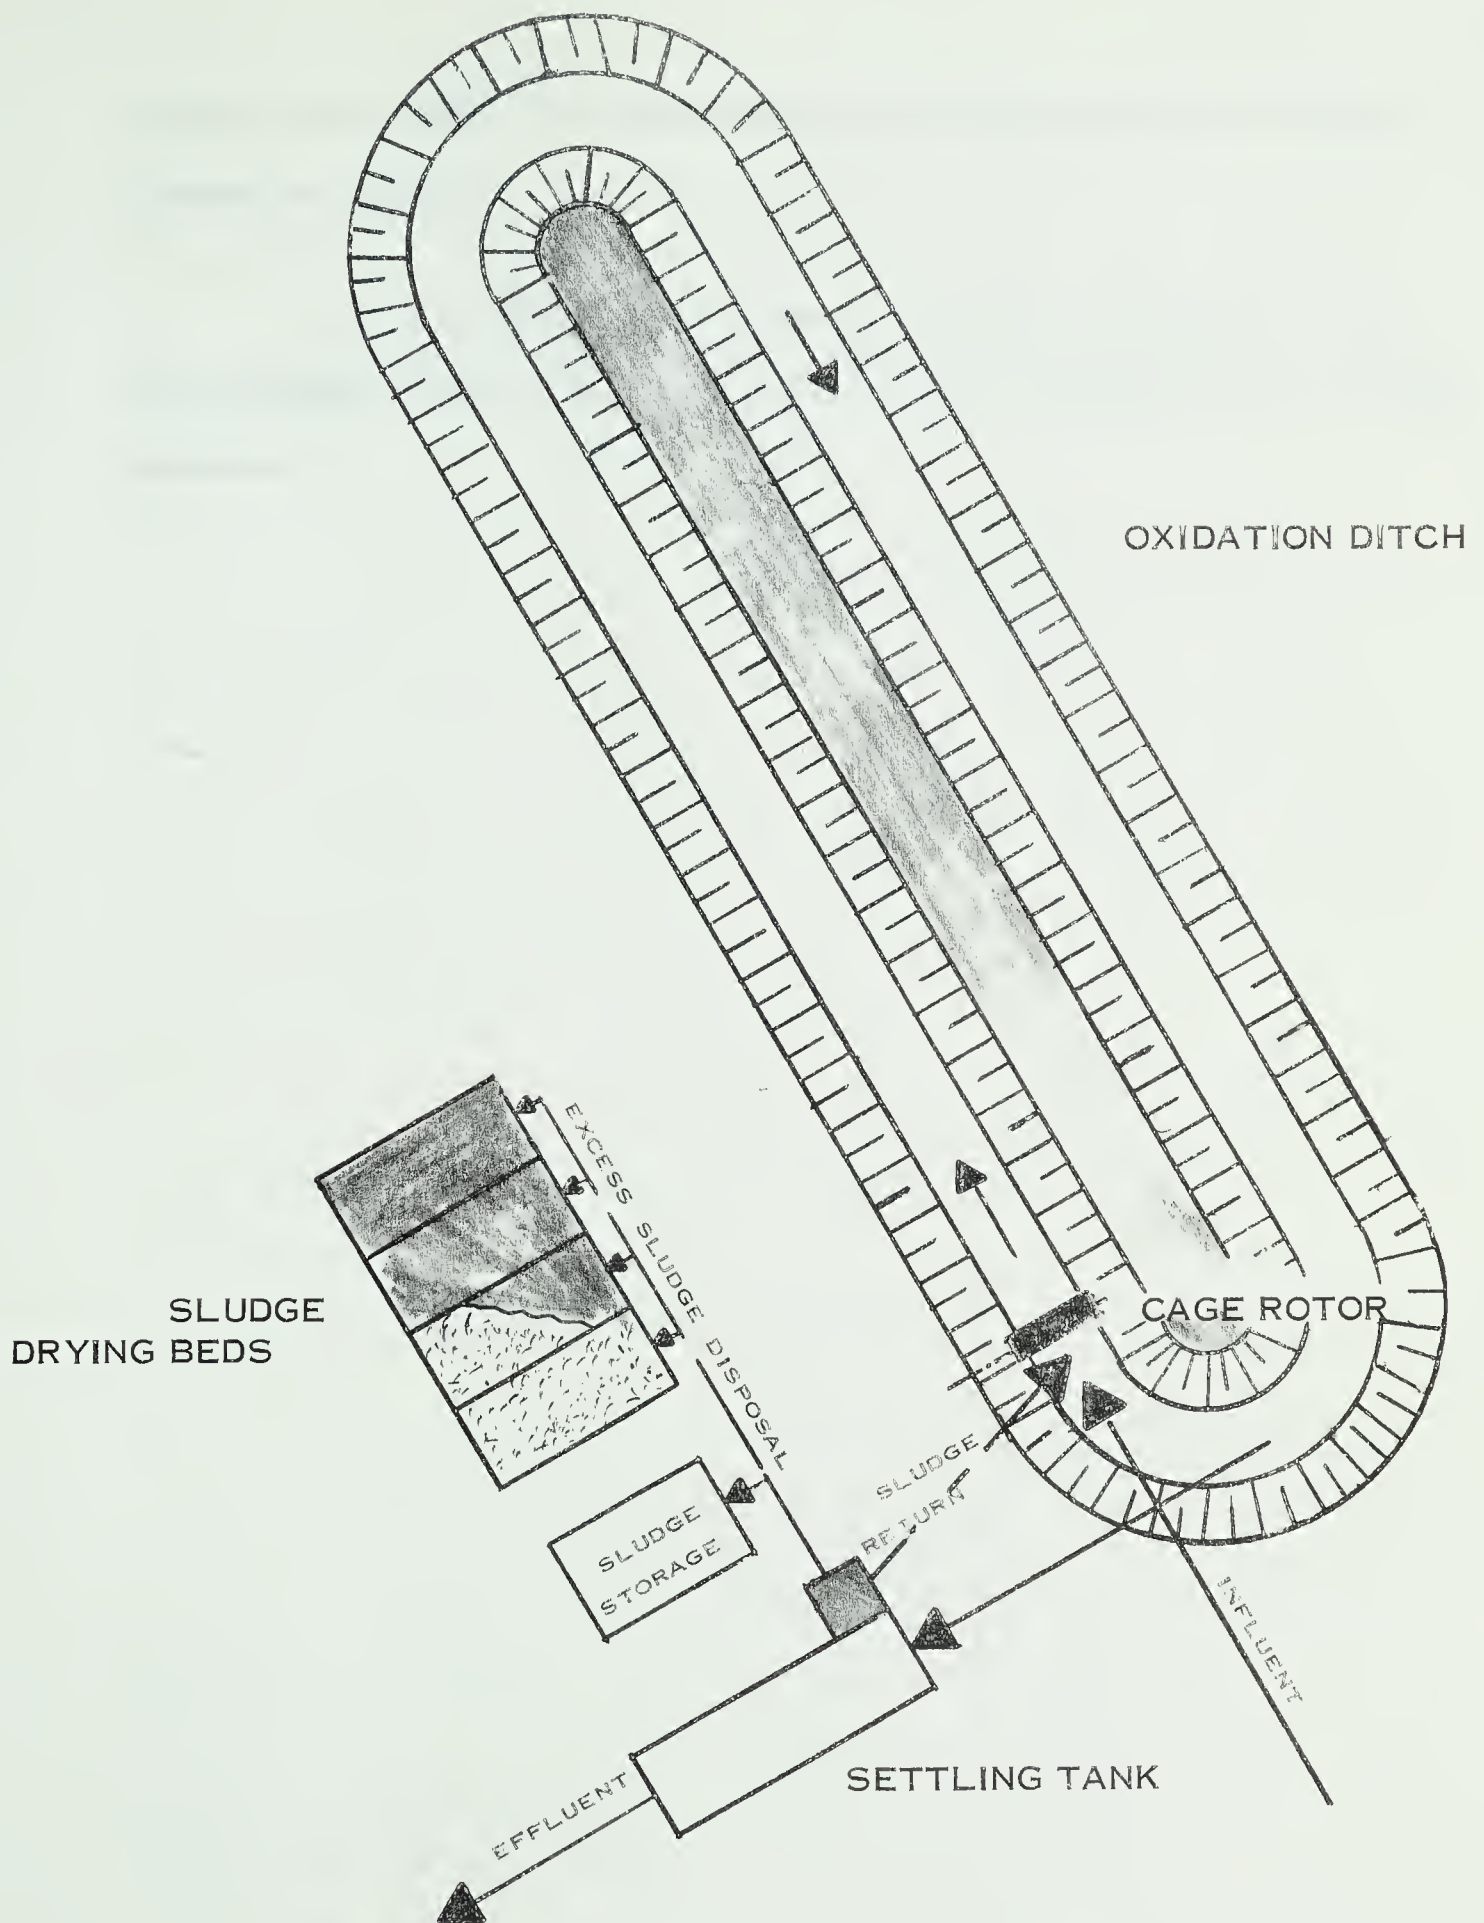 OXIDATION DITCH
EXCESS SLUDGE DISPOSAL
SLUDGE
DRYING BEDS
CAGE ROTOR
SLUDGE
RETURN
SLUDGE
STORAGE
INFLUENT
SETTLING TANK
EFFLUENT